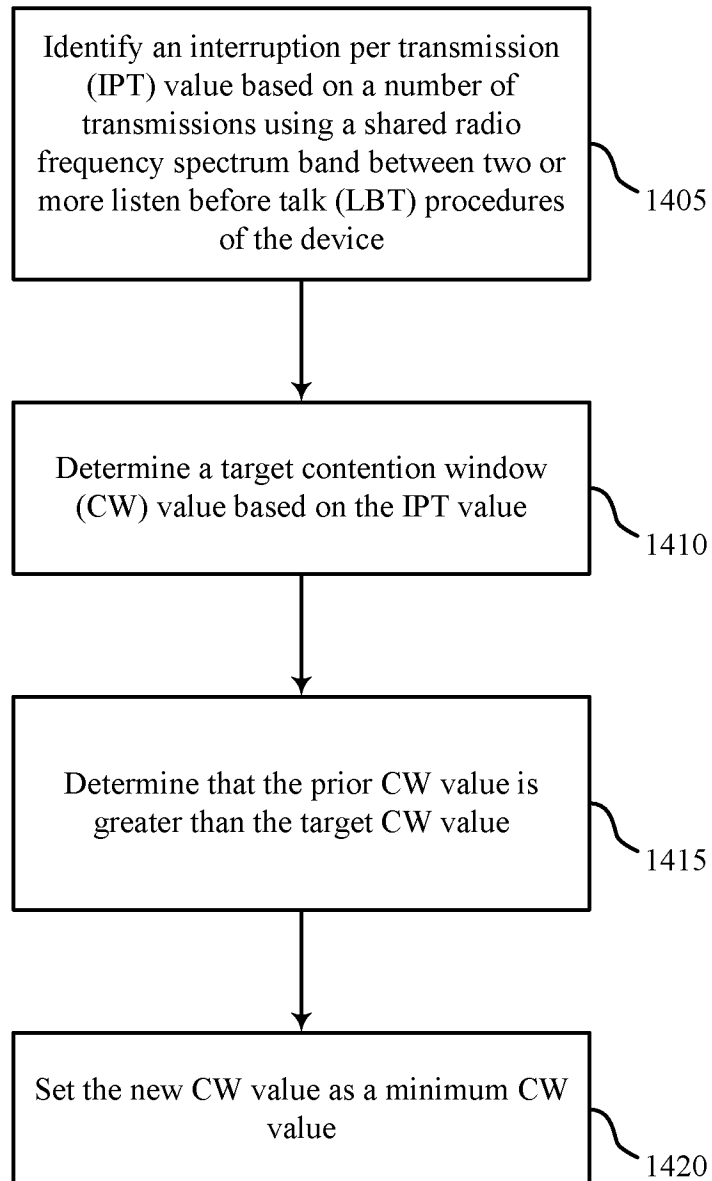 Identify an interruption per transmission
(IPT) value based on a number of
transmissions using a shared radio
frequency spectrum band between two or
more listen before talk (LBT) procedures
of the device
1405
Determine a target contention window
(CW) value based on the IPT value
1410
Determine that the prior CW value is
greater than the target CW value
1415
Set the new CW value as a minimum CW
value
1420